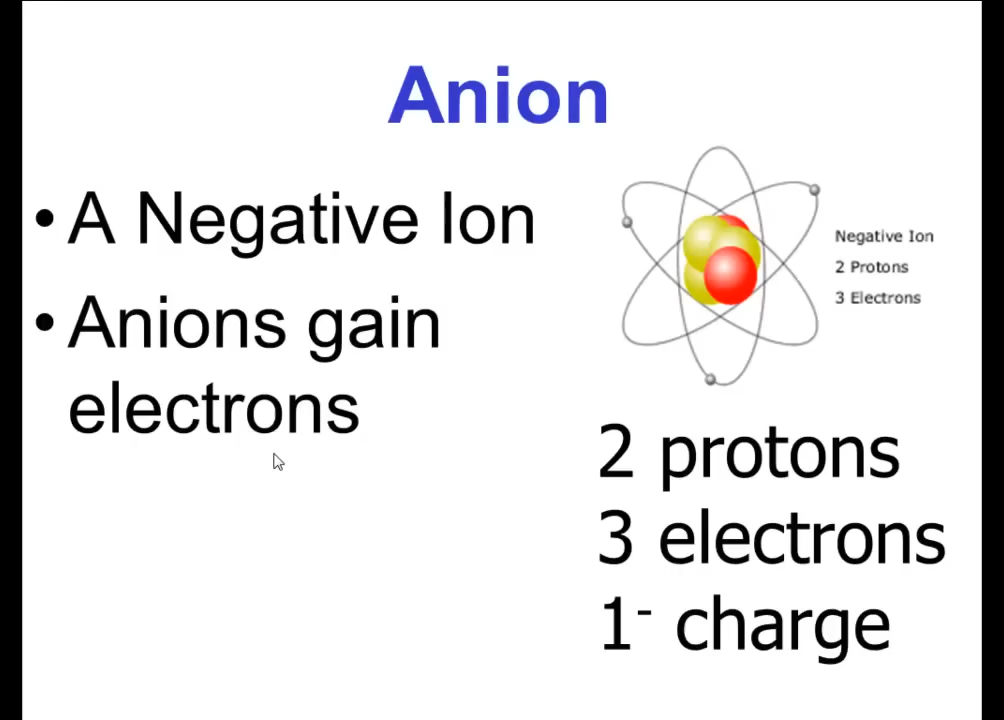 Anion
• A Negative Ion
• Anions gain
electrons
Negative Ion
2 Protons
3 Electrons
2 protons
3 electrons
1⁻ charge